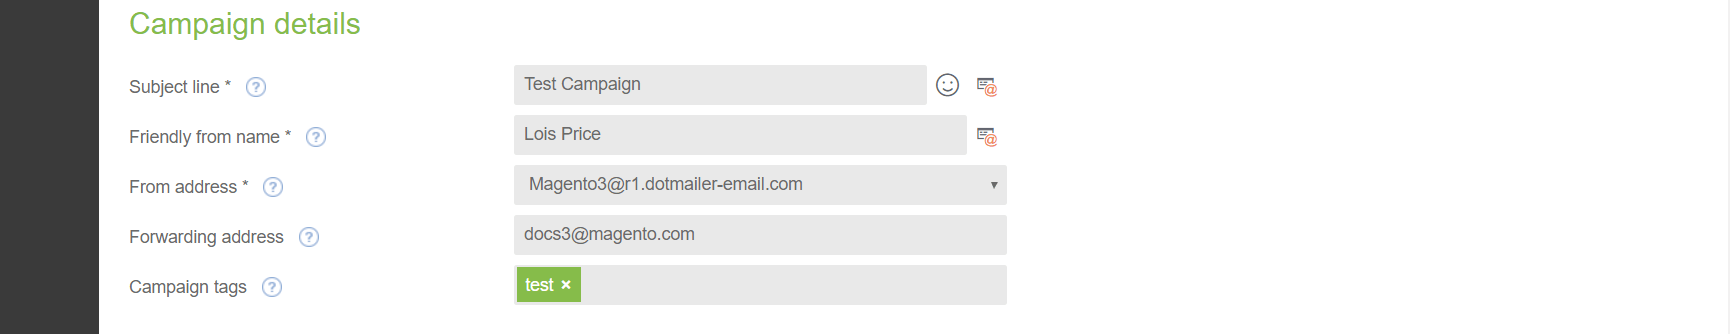 Campaign details
Subject line * ? Test Campaign @
Friendly from name * ? Lois Price @
From address * ? Magento3@r1.dotmailer-email.com
Forwarding address ? docs3@magento.com
Campaign tags ? test ×